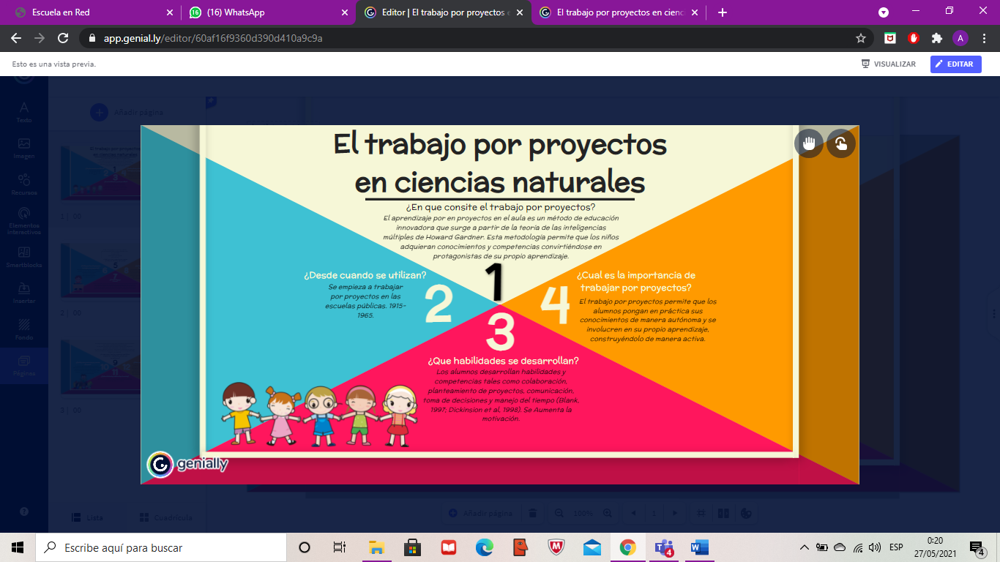 Escuela en Red
(16) WhatsApp
Editor | El trabajo por proyectos e
El trabajo por proyectos en cienc
app.genial.ly/editor/60af16f9360d390d410a9c9a
A
Esto es una vista previa.
VISUALIZAR
EDITAR
Texto
Imagen
Recursos
Elementos
interactivos
Smartblocks
Insertar
Fondo
Páginas
Añadir página
El trabajo por proyectos
en ciencias naturales
¿En que consite el trabajo por proyectos?
El aprendizaje por en proyectos en el aula es un método de educación
innovadora que surge a partir de la teoría de las inteligencias
múltiples de Howard Gardner. Esta metodología permite que los niños
adquieran conocimientos y competencias convirtiéndose en
protagonistas de su propio aprendizaje.
1
¿Desde cuando se utilizan?
Se empieza a trabajar
por proyectos en las
escuelas públicas. 1915-
1965.
2
¿Cual es la importancia de
trabajar por proyectos?
4
El trabajo por proyectos permite que los
alumnos pongan en práctica sus
conocimientos de manera autónoma y se
involucren en su propio aprendizaje,
construyéndolo de manera activa.
3
¿Que habilidades se desarrollan?
Los alumnos desarrollan habilidades y
competencias tales como colaboración,
planteamiento de proyectos, comunicación,
toma de decisiones y manejo del tiempo (Blank,
1997; Dickinsion et al, 1998). Se Aumenta la
motivación.
genially
1 | 00
2 | 00
3 | 00
Lista
Cuadrícula
Añadir página
100%
1
Escribe aquí para buscar
4
ESP
0:20
27/05/2021
4